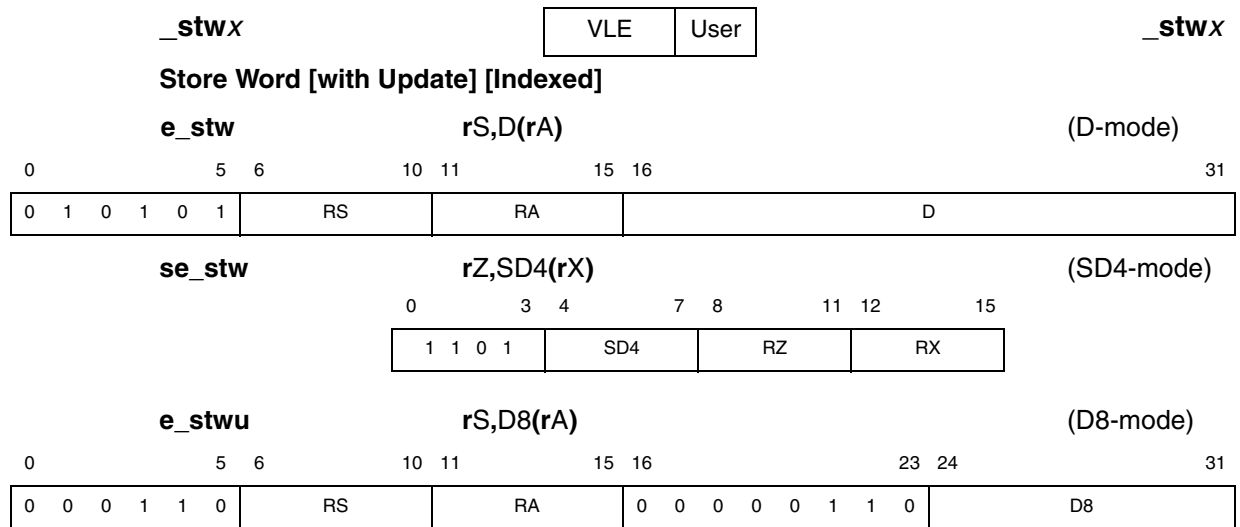 _stwx VLE User _stwx
Store Word [with Update] [Indexed]
e_stw rS,D(rA) (D-mode)
0 5 6 10 11 15 16 31
0 1 0 1 0 1 RS RA D
se_stw rZ,SD4(rX) (SD4-mode)
0 3 4 7 8 11 12 15
1 1 0 1 SD4 RZ RX
e_stwu rS,D8(rA) (D8-mode)
0 5 6 10 11 15 16 23 24 31
0 0 0 1 1 0 RS RA 0 0 0 0 0 1 1 0 D8